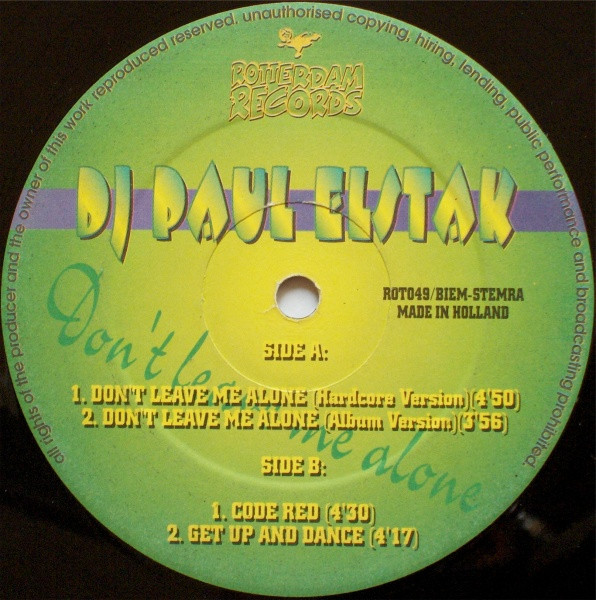 all rights of the producer and the owner of this work reproduced reserved, unauthorised copying, hiring, lending, public performance and broadcasting prohibited.
ROTTERDAM
RECORDS
DJ PAUL ELSTAK
ROT049/BIEM-STEMRA
MADE IN HOLLAND
Don't leave me alone
SIDE A:
1. DON'T LEAVE ME ALONE (Hardcore Version)(4'50)
2. DON'T LEAVE ME ALONE (Album Version)(3'56)
SIDE B:
1. CODE RED (4'30)
2. GET UP AND DANCE (4'17)